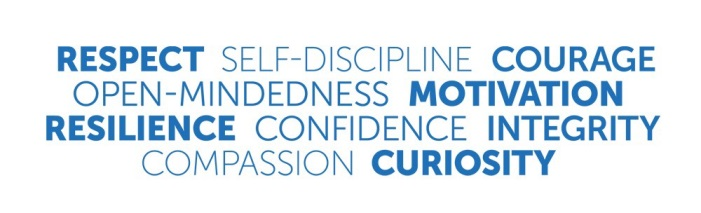 RESPECT SELF-DISCIPLINE COURAGE
OPEN-MINDEDNESS MOTIVATION
RESILIENCE CONFIDENCE INTEGRITY
COMPASSION CURIOSITY